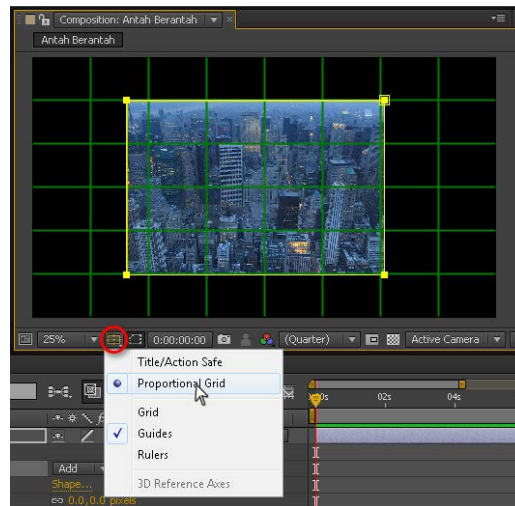 Composition: Antah Berantah
Antah Berantah
25%
0:00:00:00
(Quarter)
Active Camera
Title/Action Safe
Proportional Grid
Grid
Guides
Rulers
3D Reference Axes
02s
04s
Add
Shape...
0.0,0.0 pixels